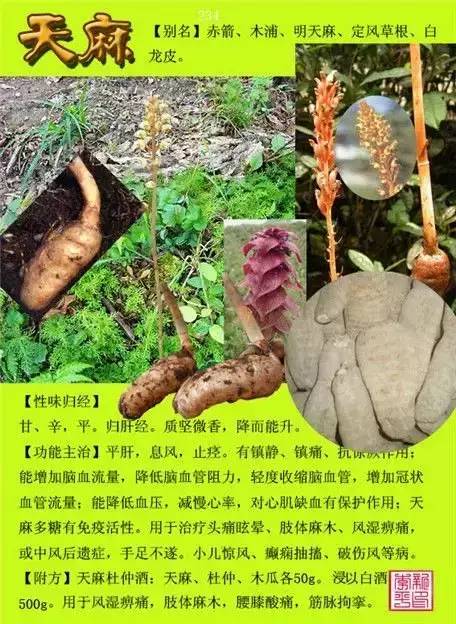 234
天麻
【别名】赤箭、木浦、明天麻、定风草根、白
龙皮。
【性味归经】
甘、辛，平。归肝经。质坚微香，降而能升。
【功能主治】平肝，息风，止痉。有镇静、镇痛、抗惊厥作用；
能增加脑血流量，降低脑血管阻力，轻度收缩脑血管，增加冠状
血管流量；能降低血压，减慢心率，对心肌缺血有保护作用；天
麻多糖有免疫活性。用于治疗头痛眩晕、肢体麻木、风湿痹痛，
或中风后遗症，手足不遂。小儿惊风、癫痫抽搐、破伤风等病。
【附方】天麻杜仲酒：天麻、杜仲、木瓜各50g。浸以白酒
500g。用于风湿痹痛，肢体麻木，腰膝酸痛，筋脉拘挛。